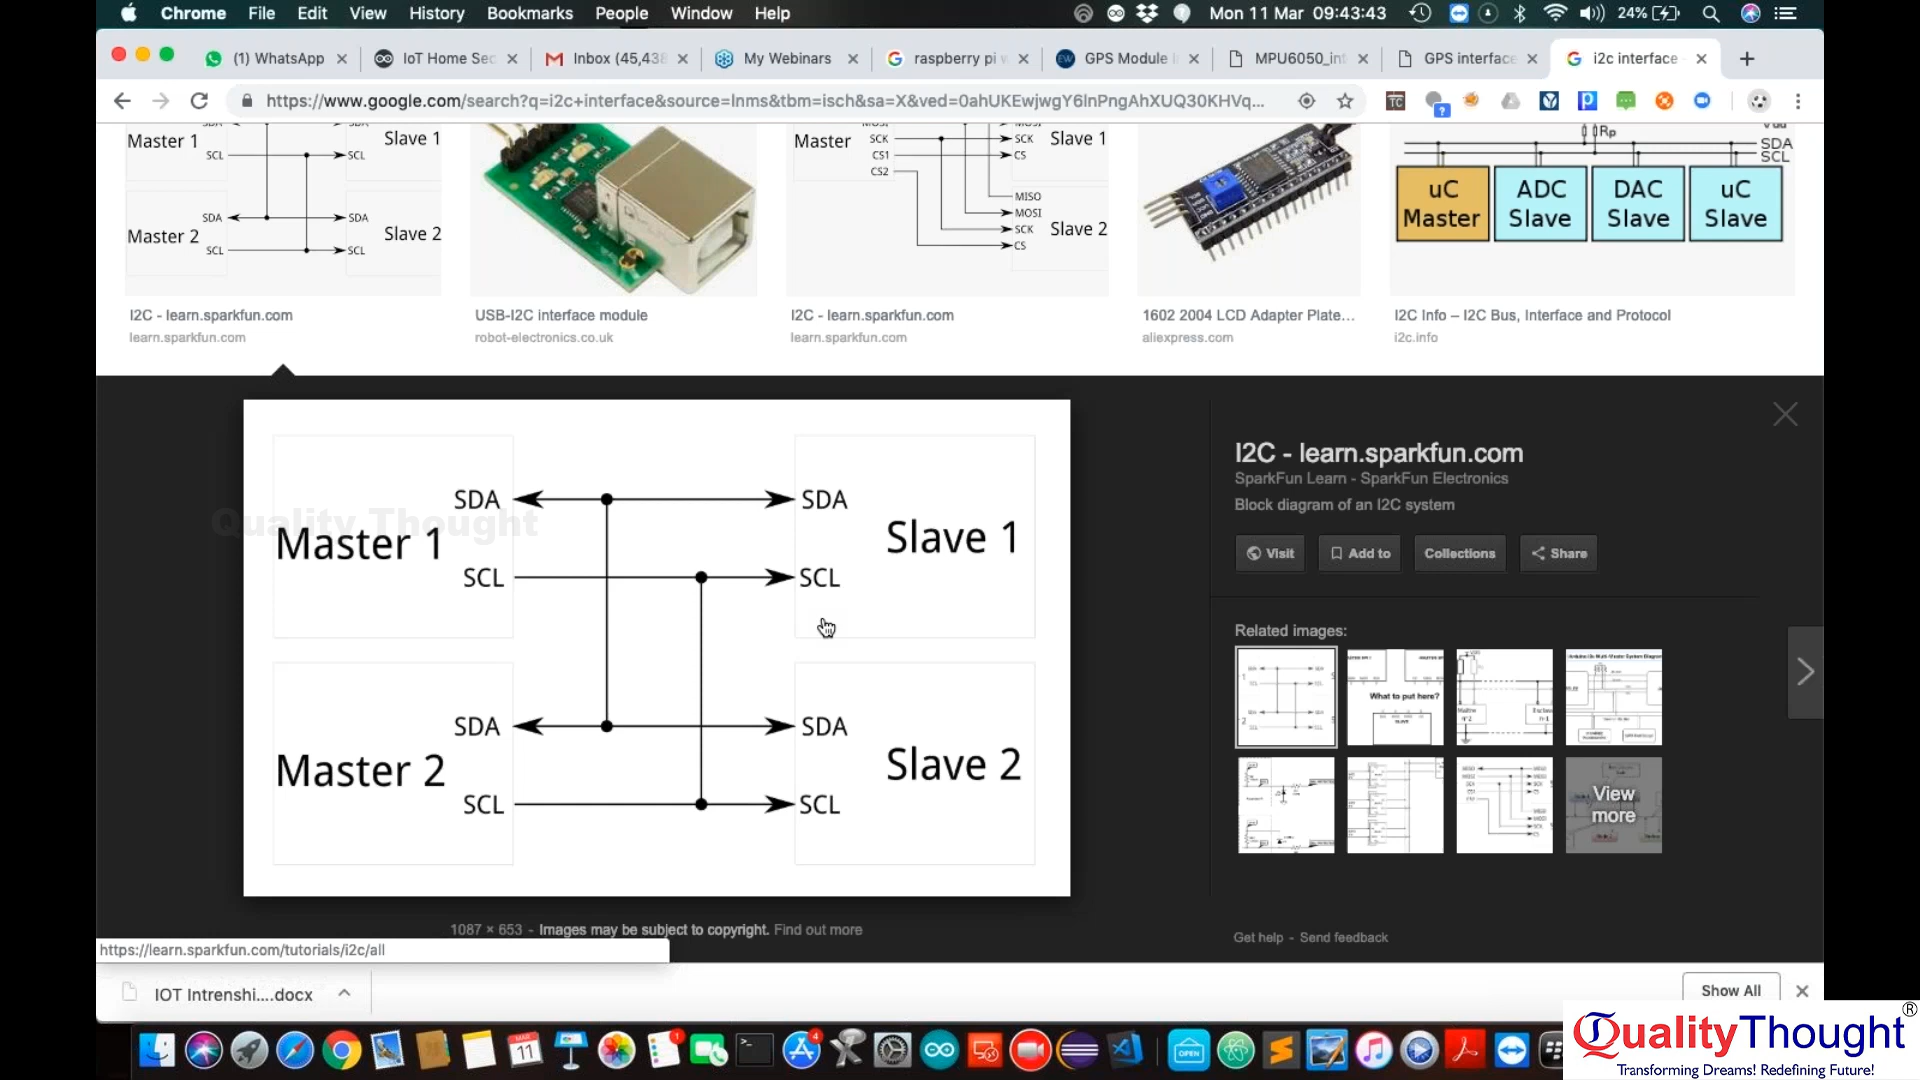 Chrome File Edit View History Bookmarks People Window Help Mon 11 Mar 09:43:43 24%
(1) WhatsApp IoT Home Sec Inbox (45,438 My Webinars raspberry pi GPS Module MPU6050_int GPS interface i2c interface
https://www.google.com/search?q=i2c+interface&source=lnms&tbm=isch&sa=X&ved=0ahUKEwjwgY6lnPngAhXUQ30KHVq...
Master 1 SCL SCL Slave 1
SDA SDA
Master 2 SCL SCL Slave 2
Master SCK CS1 CS2 SCK CS Slave 1
MISO
MOSI
SCK Slave 2
CS
Rp
SDA
SCL
uC Master ADC Slave DAC Slave uC Slave
I2C - learn.sparkfun.com
learn.sparkfun.com
USB-I2C interface module
robot-electronics.co.uk
I2C - learn.sparkfun.com
learn.sparkfun.com
1602 2004 LCD Adapter Plate...
aliexpress.com
I2C Info – I2C Bus, Interface and Protocol
i2c.info
Quality Thought
SDA SDA
Master 1 Slave 1
SCL SCL
SDA SDA
Master 2 Slave 2
SCL SCL
1087 × 653 - Images may be subject to copyright. Find out more
I2C - learn.sparkfun.com
SparkFun Learn - SparkFun Electronics
Block diagram of an I2C system
Visit Add to Collections Share
Related images:
What to put here?
View more
Get help - Send feedback
https://learn.sparkfun.com/tutorials/i2c/all
IOT Intrenshi....docx
Show All
MAR 11
OPEN
QualityThought®
Transforming Dreams! Redefining Future!